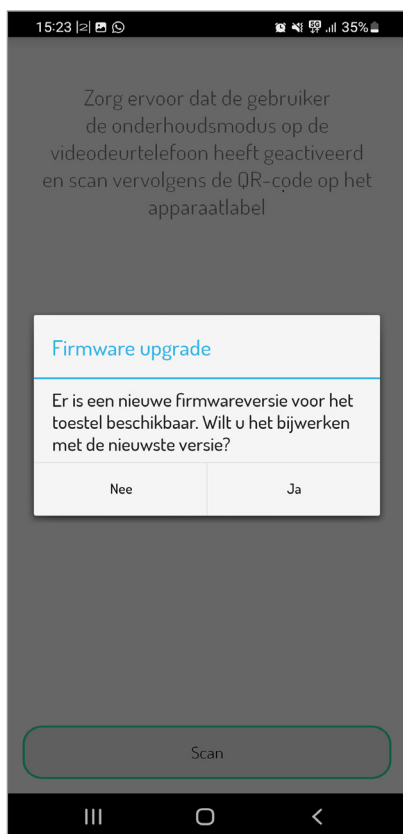 15:23
35%
Zorg ervoor dat de gebruiker
de onderhoudsmodus op de
videodeurtelefoon heeft geactiveerd
en scan vervolgens de QR-code op het
apparaatlabel
Firmware upgrade
Er is een nieuwe firmwareversie voor het
toestel beschikbaar. Wilt u het bijwerken
met de nieuwste versie?
Nee
Ja
Scan